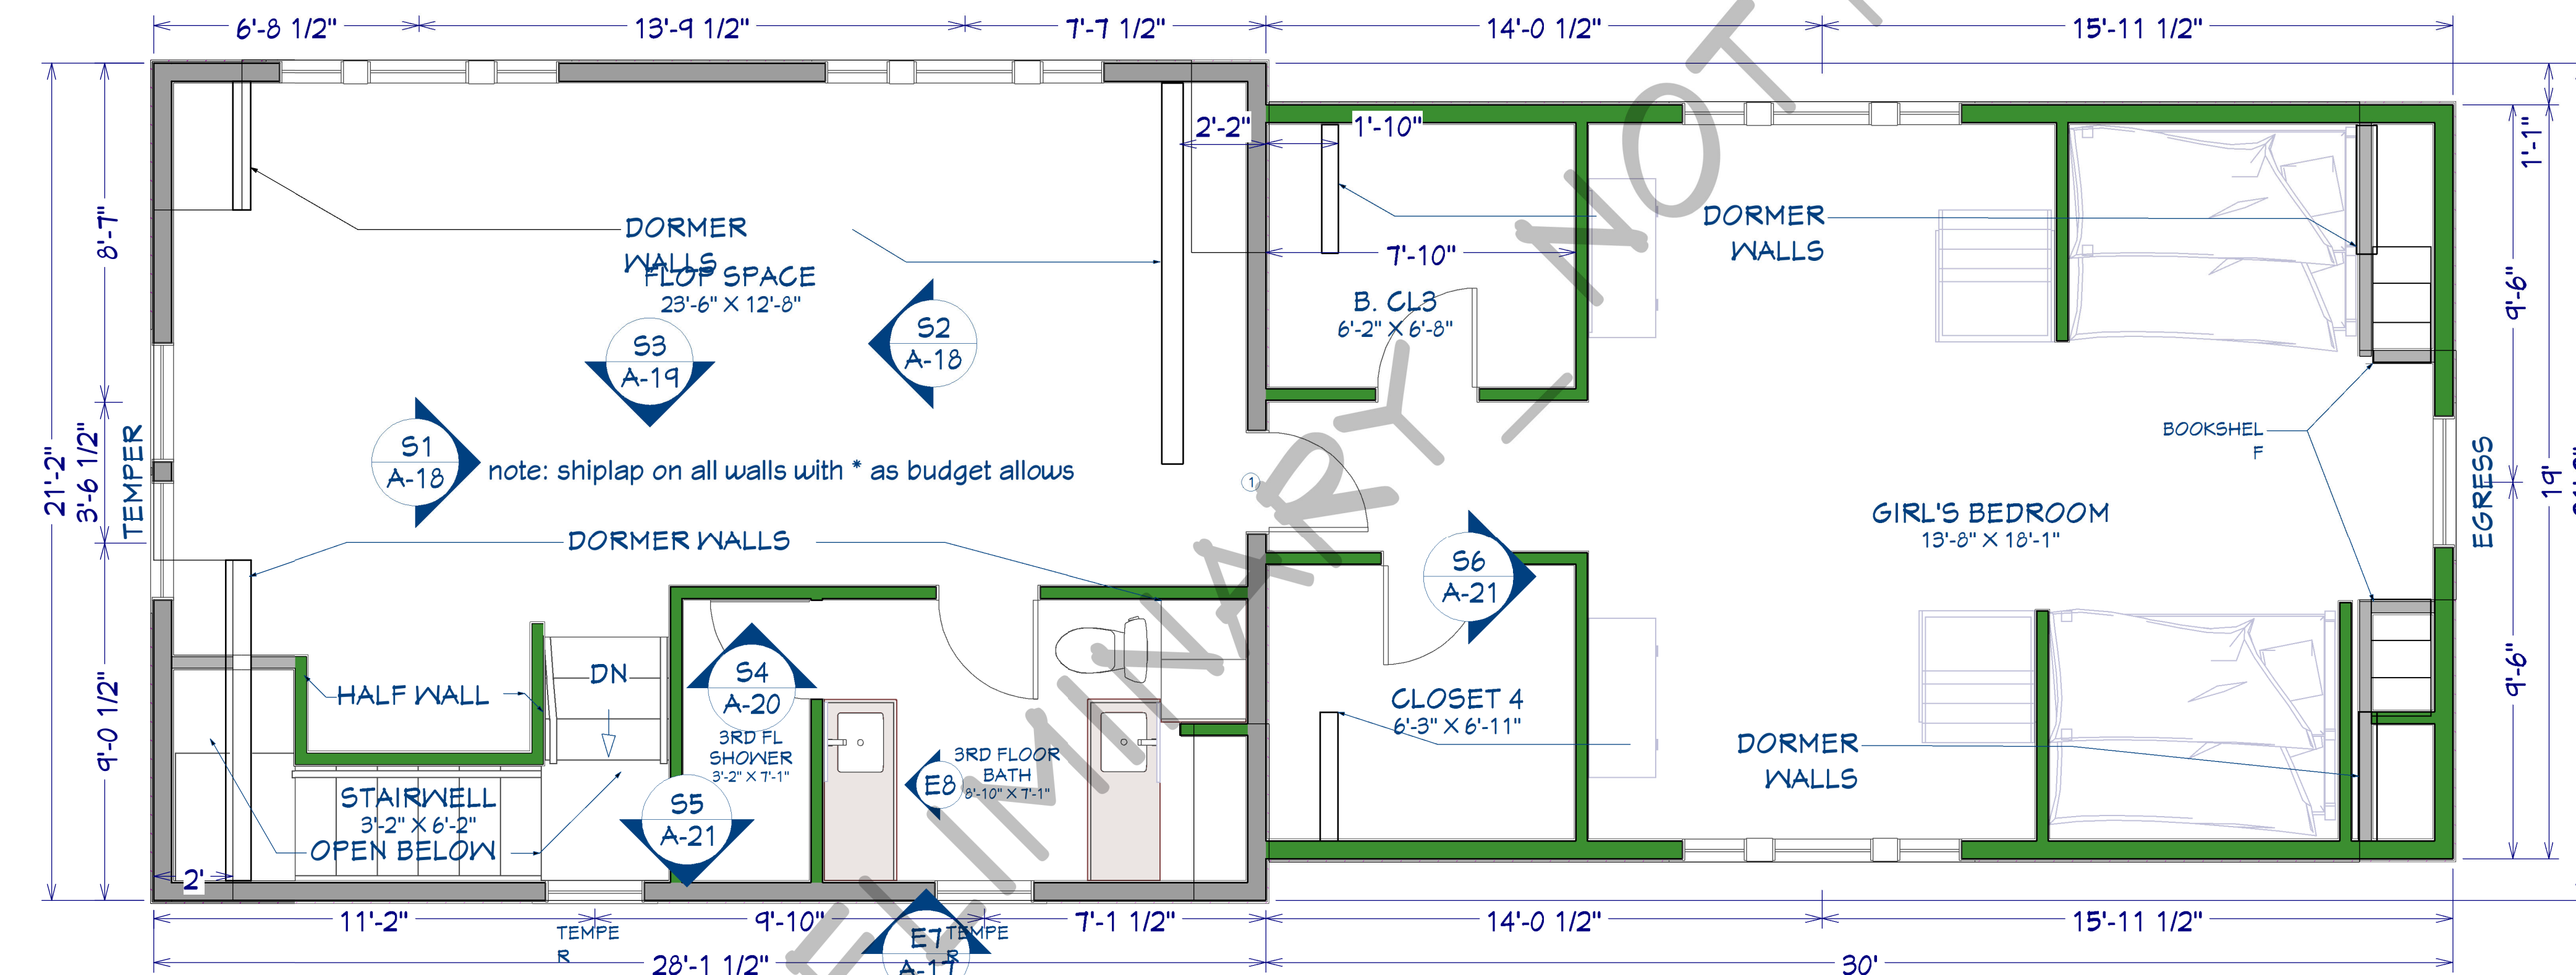 6'-8 1/2"
13'-9 1/2"
7'-7 1/2"
14'-0 1/2"
15'-11 1/2"
2'-2"
1'-10"
1'-1"
8'-7"
DORMER
WALLS
FLOP SPACE
23'-6" X 12'-8"
7'-10"
B. CL3
6'-2" X 6'-8"
DORMER
WALLS
9'-6"
S3
A-19
S2
A-18
S1
A-18
note: shiplap on all walls with * as budget allows
1
BOOKSHEL
F
21'-2"
3'-6 1/2"
TEMPER
EGRESS
19'
DORMER WALLS
GIRL'S BEDROOM
13'-8" X 18'-1"
S6
A-21
9'-0 1/2"
HALF WALL
DN
S4
A-20
3RD FL
SHOWER
3'-2" X 7'-1"
E8
3RD FLOOR
BATH
8'-10" X 7'-1"
CLOSET 4
6'-3" X 6'-11"
DORMER
WALLS
9'-6"
STAIRWELL
3'-2" X 6'-2"
OPEN BELOW
S5
A-21
2'
11'-2"
9'-10"
7'-1 1/2"
14'-0 1/2"
15'-11 1/2"
TEMPE
R
E7
A-17
TEMPE
R
28'-1 1/2"
30'
ELIMINARY_NOT